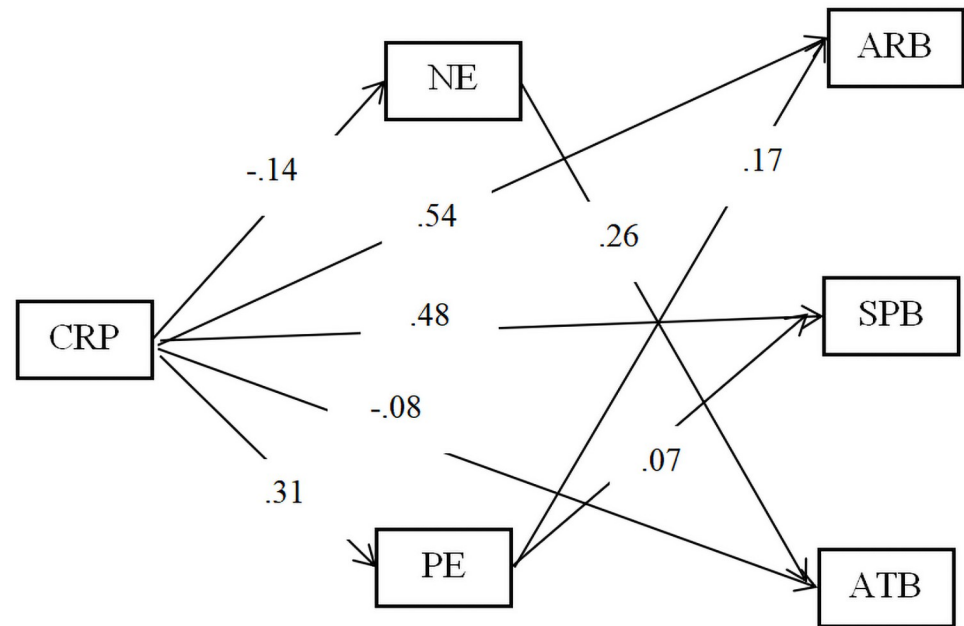 NE
ARB
-.14
.17
.54
.26
CRP
.48
SPB
-.08
.07
.31
PE
ATB